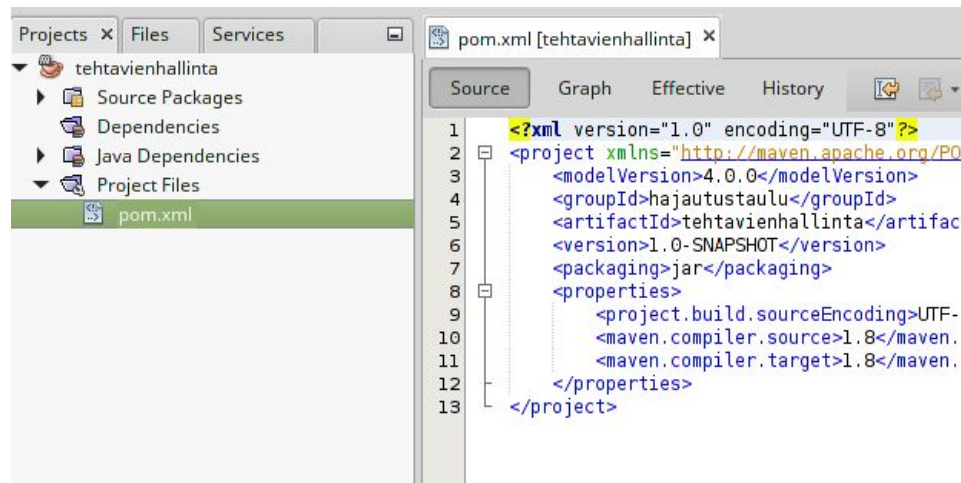 Projects Files Services
tehtavienhallinta
Source Packages
Dependencies
Java Dependencies
Project Files
pom.xml
pom.xml [tehtavienhallinta]
Source Graph Effective History
1 <?xml version="1.0" encoding="UTF-8"?>
2 <project xmlns="http://maven.apache.org/PO
3 <modelVersion>4.0.0</modelVersion>
4 <groupId>hajautustaulu</groupId>
5 <artifactId>tehtavienhallinta</artifac
6 <version>1.0-SNAPSHOT</version>
7 <packaging>jar</packaging>
8 <properties>
9 <project.build.sourceEncoding>UTF-
10 <maven.compiler.source>1.8</maven.
11 <maven.compiler.target>1.8</maven.
12 </properties>
13 </project>